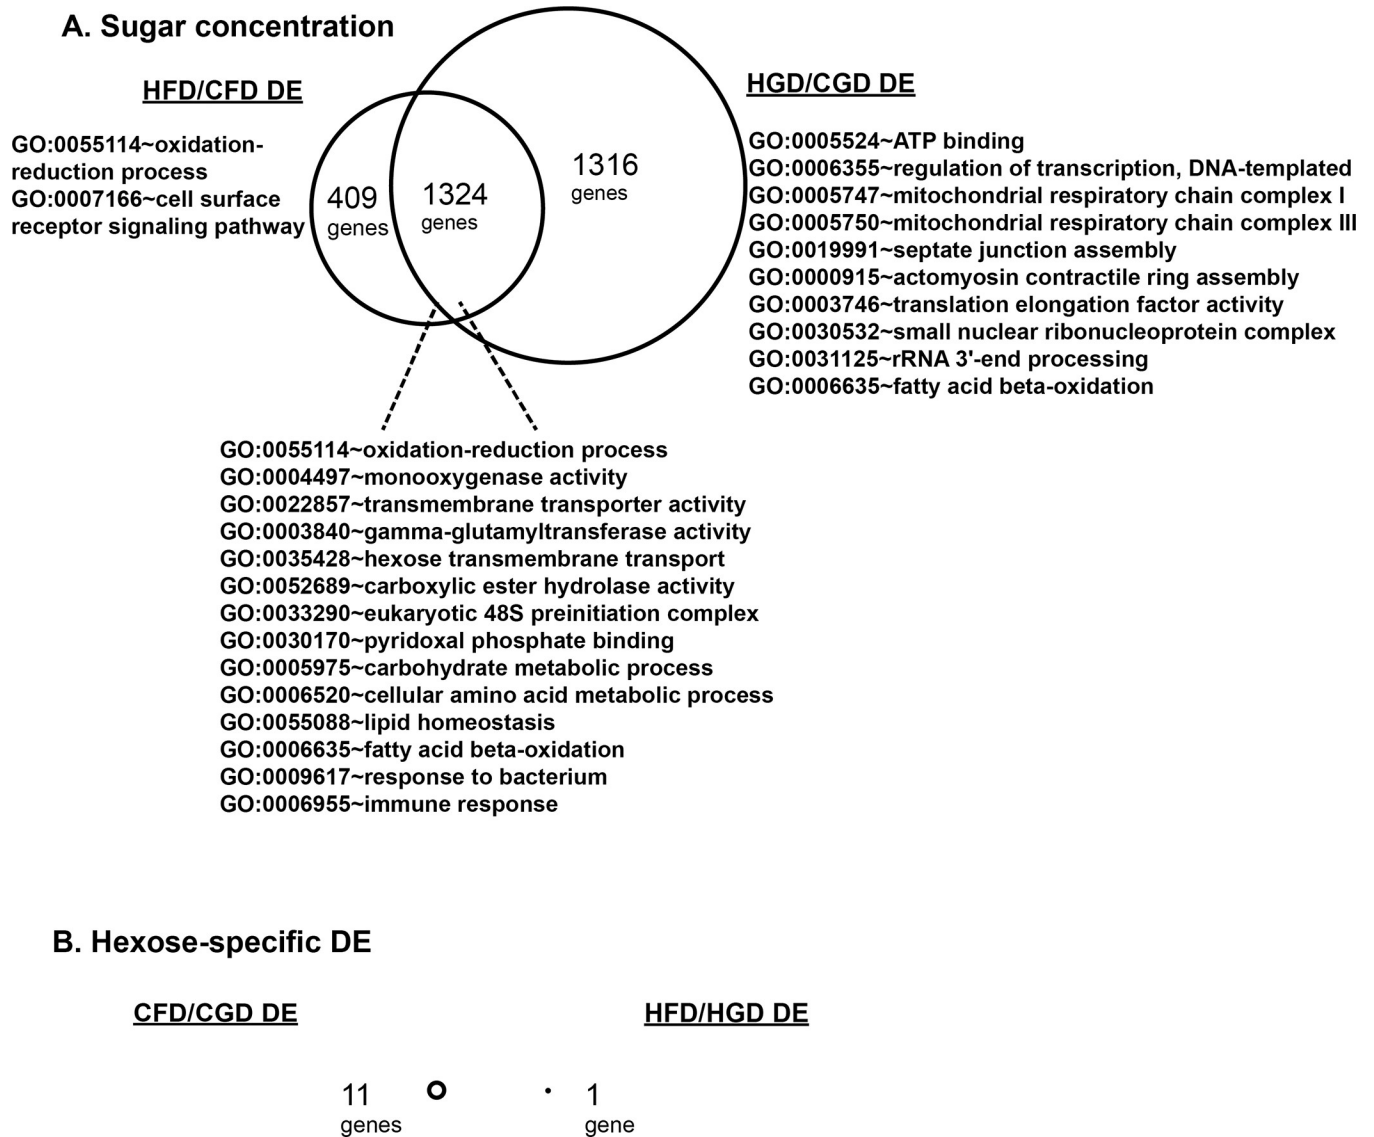 A. Sugar concentration
HFD/CFD DE
GO:0055114~oxidation-
reduction process
GO:0007166~cell surface
receptor signaling pathway
409
genes
1324
genes
1316
genes
HGD/CGD DE
GO:0005524~ATP binding
GO:0006355~regulation of transcription, DNA-templated
GO:0005747~mitochondrial respiratory chain complex I
GO:0005750~mitochondrial respiratory chain complex III
GO:0019991~septate junction assembly
GO:0000915~actomyosin contractile ring assembly
GO:0003746~translation elongation factor activity
GO:0030532~small nuclear ribonucleoprotein complex
GO:0031125~rRNA 3'-end processing
GO:0006635~fatty acid beta-oxidation
GO:0055114~oxidation-reduction process
GO:0004497~monooxygenase activity
GO:0022857~transmembrane transporter activity
GO:0003840~gamma-glutamyltransferase activity
GO:0035428~hexose transmembrane transport
GO:0052689~carboxylic ester hydrolase activity
GO:0033290~eukaryotic 48S preinitiation complex
GO:0030170~pyridoxal phosphate binding
GO:0005975~carbohydrate metabolic process
GO:0006520~cellular amino acid metabolic process
GO:0055088~lipid homeostasis
GO:0006635~fatty acid beta-oxidation
GO:0009617~response to bacterium
GO:0006955~immune response
B. Hexose-specific DE
CFD/CGD DE
HFD/HGD DE
11
genes
1
gene